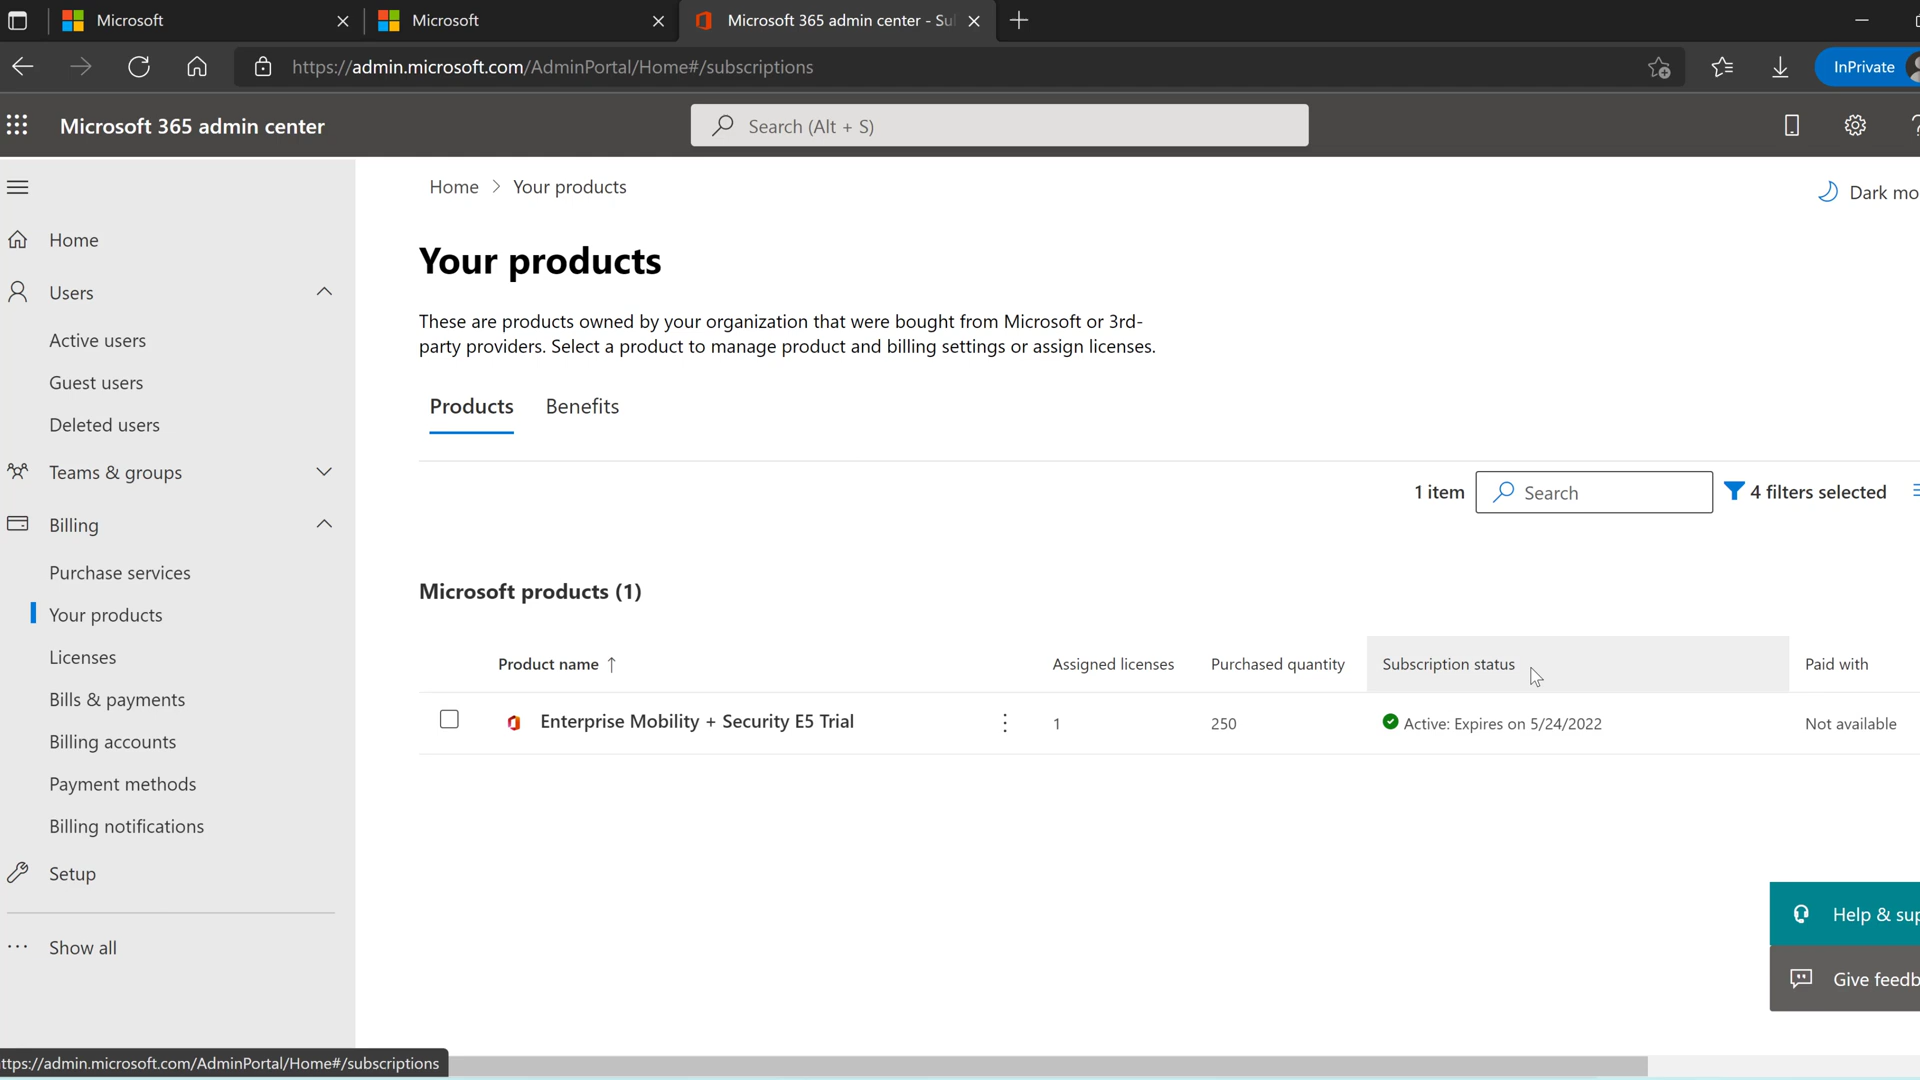 Microsoft
Microsoft
Microsoft 365 admin center - Su
https://admin.microsoft.com/AdminPortal/Home#/subscriptions
InPrivate
Microsoft 365 admin center
Search (Alt + S)
Home
Users
Active users
Guest users
Deleted users
Teams & groups
Billing
Purchase services
Your products
Licenses
Bills & payments
Billing accounts
Payment methods
Billing notifications
Setup
Show all
Home > Your products
Dark mo
Your products
These are products owned by your organization that were bought from Microsoft or 3rd-
party providers. Select a product to manage product and billing settings or assign licenses.
Products Benefits
1 item Search 4 filters selected
Microsoft products (1)
Product name ↑ Assigned licenses Purchased quantity Subscription status Paid with
Enterprise Mobility + Security E5 Trial 1 250 Active: Expires on 5/24/2022 Not available
Help & sup
Give feedb
ttps://admin.microsoft.com/AdminPortal/Home#/subscriptions